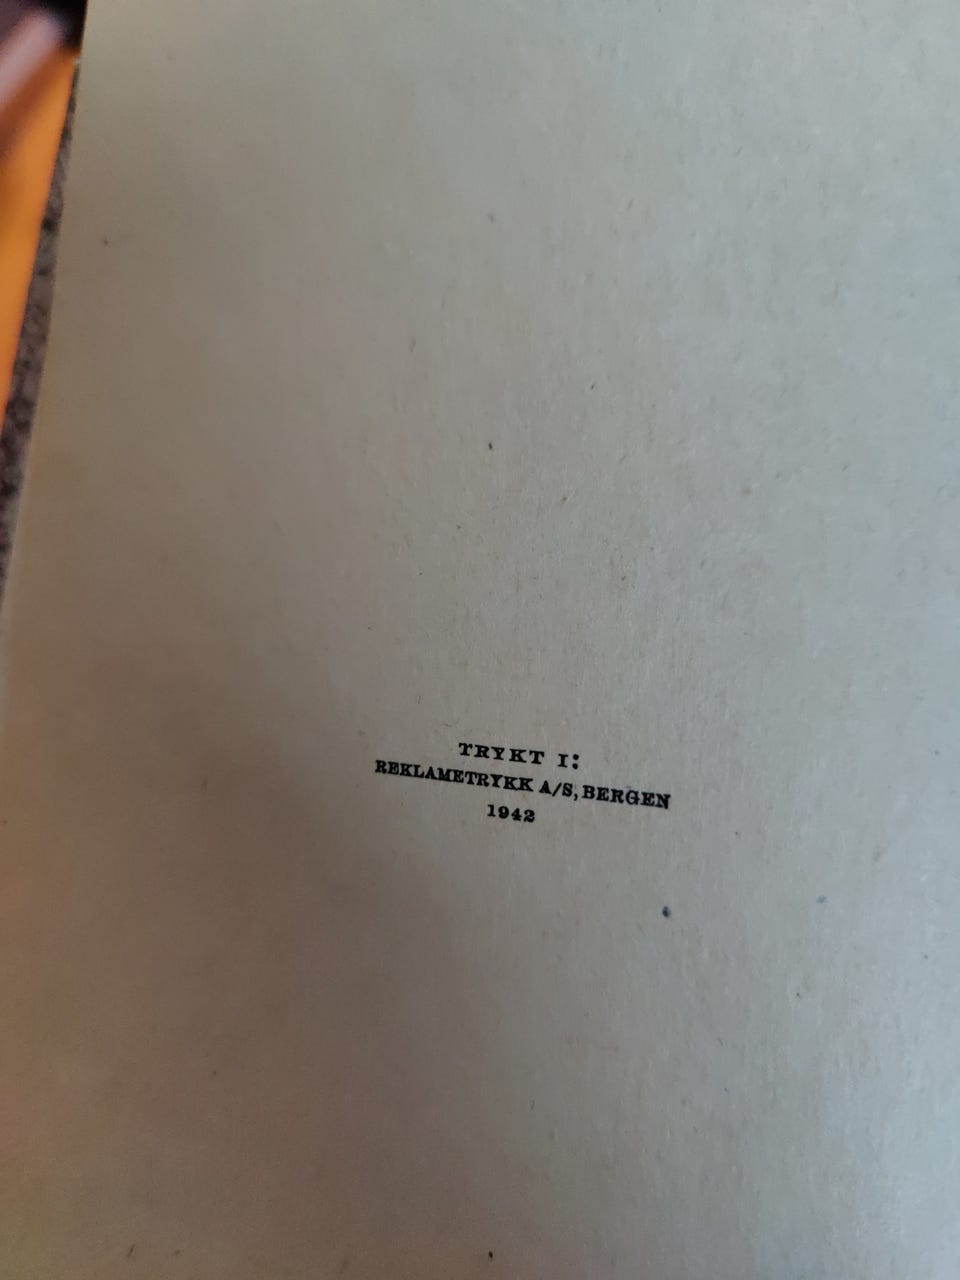 TRYKT I:
REKLAMETRYKK A/S, BERGEN
1942